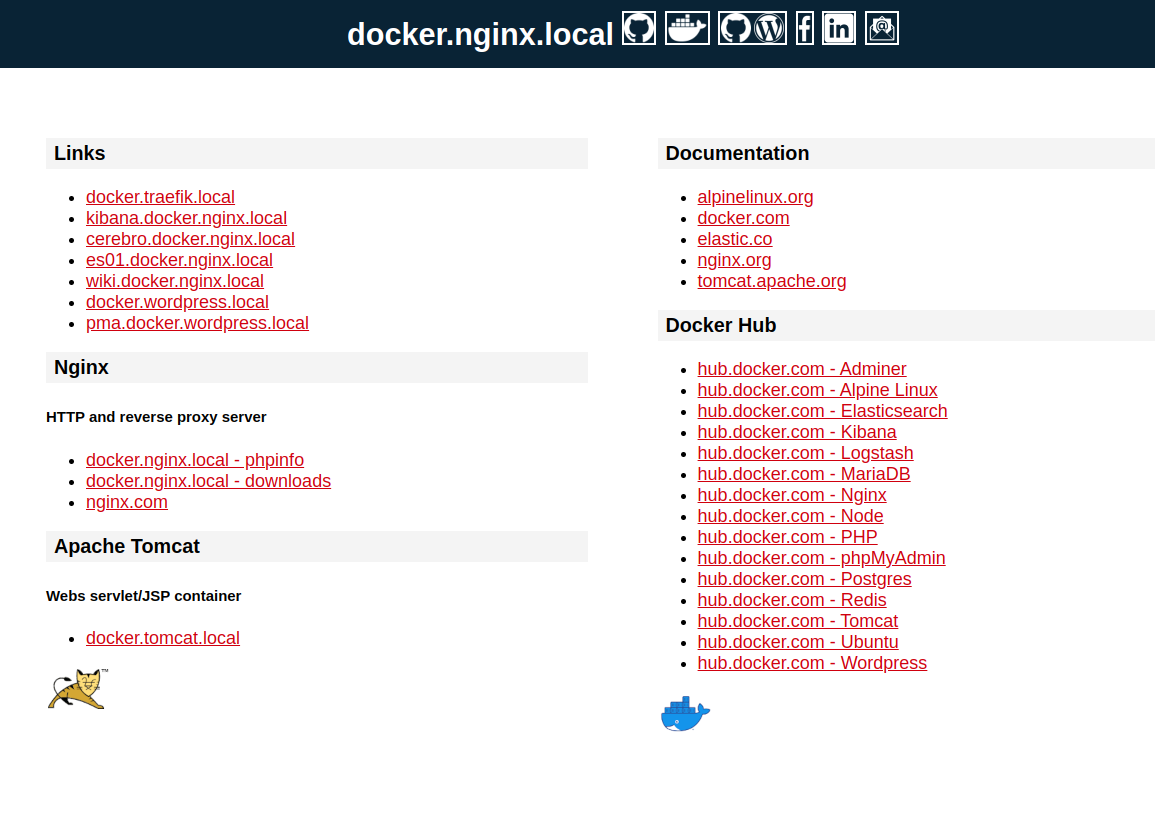 docker.nginx.local
Links
docker.traefik.local
kibana.docker.nginx.local
cerebro.docker.nginx.local
es01.docker.nginx.local
wiki.docker.nginx.local
docker.wordpress.local
pma.docker.wordpress.local
Nginx
HTTP and reverse proxy server
docker.nginx.local - phpinfo
docker.nginx.local - downloads
nginx.com
Apache Tomcat
Webs servlet/JSP container
docker.tomcat.local
TM
Documentation
alpinelinux.org
docker.com
elastic.co
nginx.org
tomcat.apache.org
Docker Hub
hub.docker.com - Adminer
hub.docker.com - Alpine Linux
hub.docker.com - Elasticsearch
hub.docker.com - Kibana
hub.docker.com - Logstash
hub.docker.com - MariaDB
hub.docker.com - Nginx
hub.docker.com - Node
hub.docker.com - PHP
hub.docker.com - phpMyAdmin
hub.docker.com - Postgres
hub.docker.com - Redis
hub.docker.com - Tomcat
hub.docker.com - Ubuntu
hub.docker.com - Wordpress